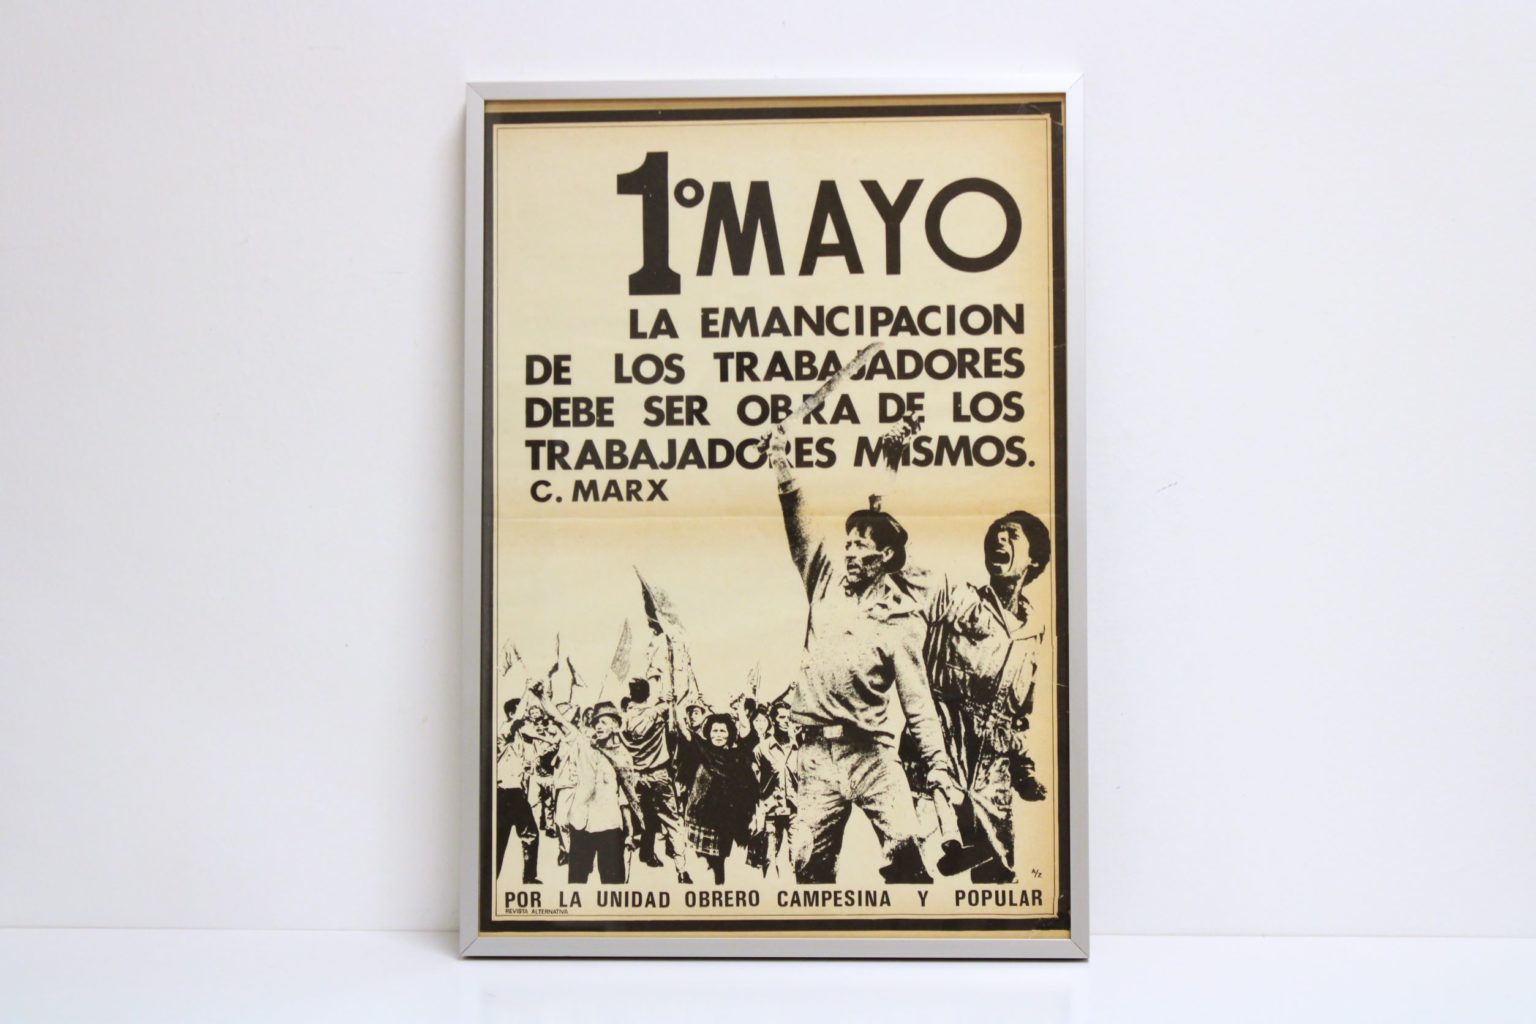 1º MAYO
LA EMANCIPACION
DE LOS TRABAJADORES
DEBE SER OBRA DE LOS
TRABAJADORES MISMOS.
C. MARX
A/Z
POR LA UNIDAD OBRERO CAMPESINA Y POPULAR
REVISTA ALTERNATIVA